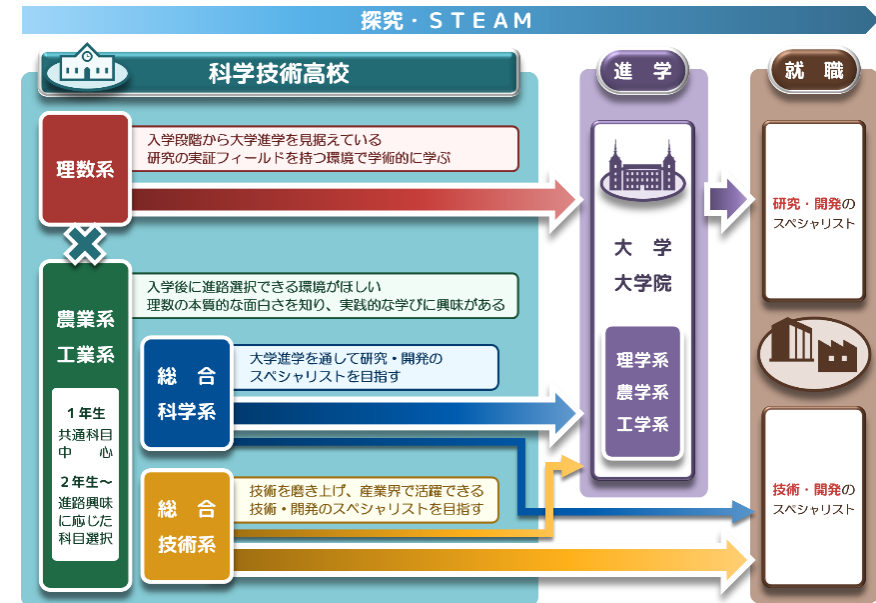 探究・ＳＴＥＡＭ
科学技術高校
進　学
就　職
理数系
入学段階から大学進学を見据えている
研究の実証フィールドを持つ環境で学術的に学ぶ
農業系
工業系
１年生
共通科目
中　心
２年生～
進路興味
に応じた
科目選択
入学後に進路選択できる環境がほしい
理数の本質的な面白さを知り、実践的な学びに興味がある
総　合
科学系
大学進学を通して研究・開発の
スペシャリストを目指す
総　合
技術系
技術を磨き上げ、産業界で活躍できる
技術・開発のスペシャリストを目指す
大　学
大学院
理学系
農学系
工学系
研究・開発の
スペシャリスト
技術・開発の
スペシャリスト